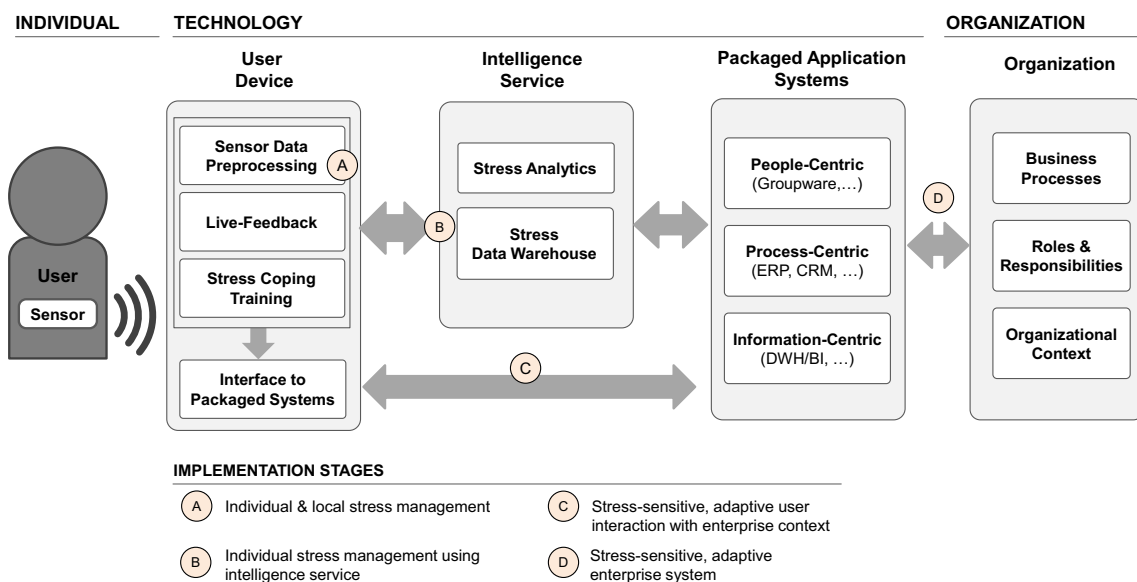 INDIVIDUAL
TECHNOLOGY
ORGANIZATION
User
Device
Intelligence
Service
Packaged Application
Systems
Organization
User
Sensor
Sensor Data
Preprocessing
A
Live-Feedback
Stress Coping
Training
Interface to
Packaged Systems
B
Stress Analytics
Stress
Data Warehouse
C
People-Centric
(Groupware,…)
Process-Centric
(ERP, CRM, …)
Information-Centric
(DWH/BI, …)
D
Business
Processes
Roles &
Responsibilities
Organizational
Context
IMPLEMENTATION STAGES
A Individual & local stress management
B Individual stress management using
intelligence service
C Stress-sensitive, adaptive user
interaction with enterprise context
D Stress-sensitive, adaptive
enterprise system